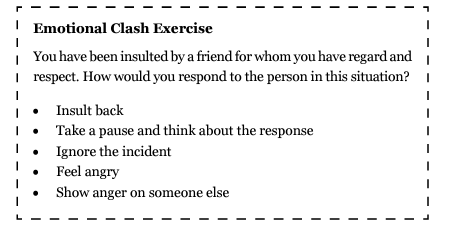 Emotional Clash Exercise
You have been insulted by a friend for whom you have regard and
respect. How would you respond to the person in this situation?
• Insult back
• Take a pause and think about the response
• Ignore the incident
• Feel angry
• Show anger on someone else